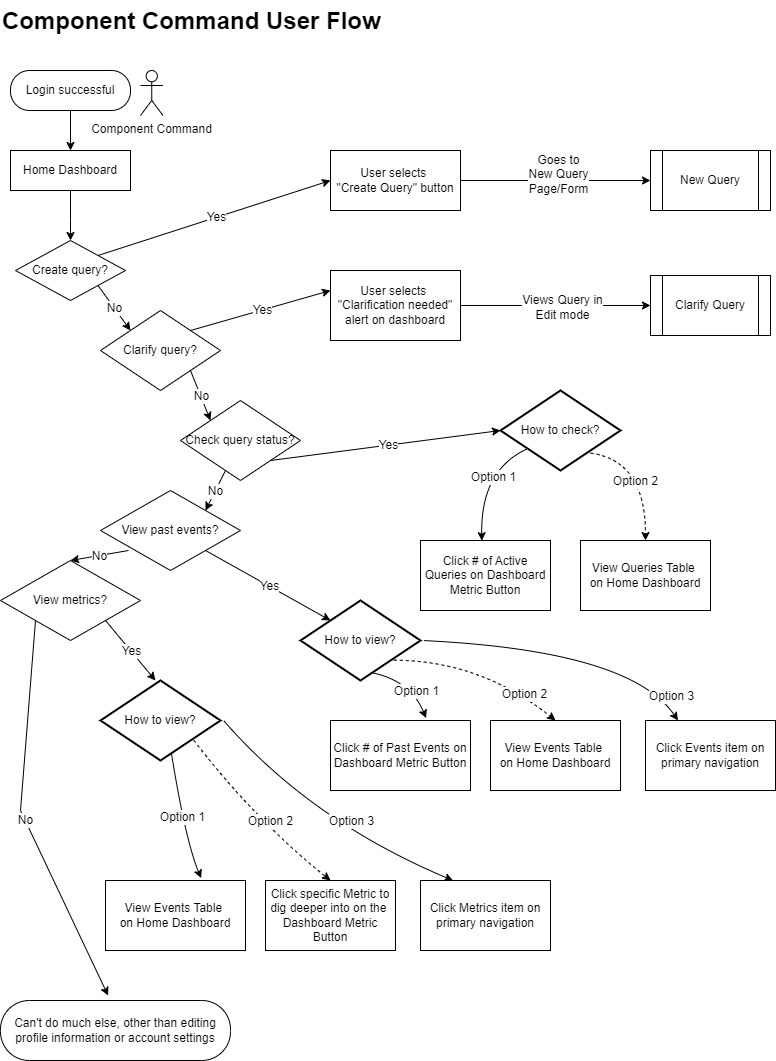 Component Command User Flow
Login successful
Component Command
Home Dashboard
User selects
"Create Query" button
Goes to
New Query
Page/Form
New Query
Yes
Create query?
No
User selects
"Clarification needed"
alert on dashboard
Views Query in
Edit mode
Clarify Query
Yes
Clarify query?
No
Check query status?
Yes
How to check?
No
Option 1
Option 2
View past events?
No
Click # of Active
Queries on Dashboard
Metric Button
View Queries Table
on Home Dashboard
Yes
View metrics?
How to view?
Yes
Option 1
Option 2
Option 3
How to view?
Click # of Past Events on
Dashboard Metric Button
View Events Table
on Home Dashboard
Click Events item on
primary navigation
No
Option 1
Option 2
Option 3
View Events Table
on Home Dashboard
Click specific Metric to
dig deeper into on the
Dashboard Metric
Button
Click Metrics item on
primary navigation
Can't do much else, other than editing
profile information or account settings